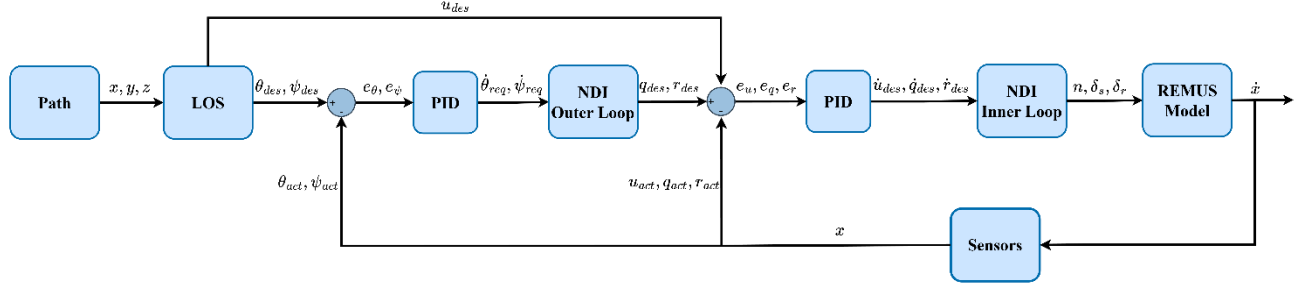 u_des
Path
x, y, z
LOS
θ_des, ψ_des
+
-
e_θ, e_ψ
PID
θ̇_req, ψ̇_req
NDI
Outer Loop
q_des, r_des
+
-
e_u, e_q, e_r
PID
u̇_des, q̇_des, ṙ_des
NDI
Inner Loop
n, δ_s, δ_r
REMUS
Model
ẋ
θ_act, ψ_act
u_act, q_act, r_act
x
Sensors